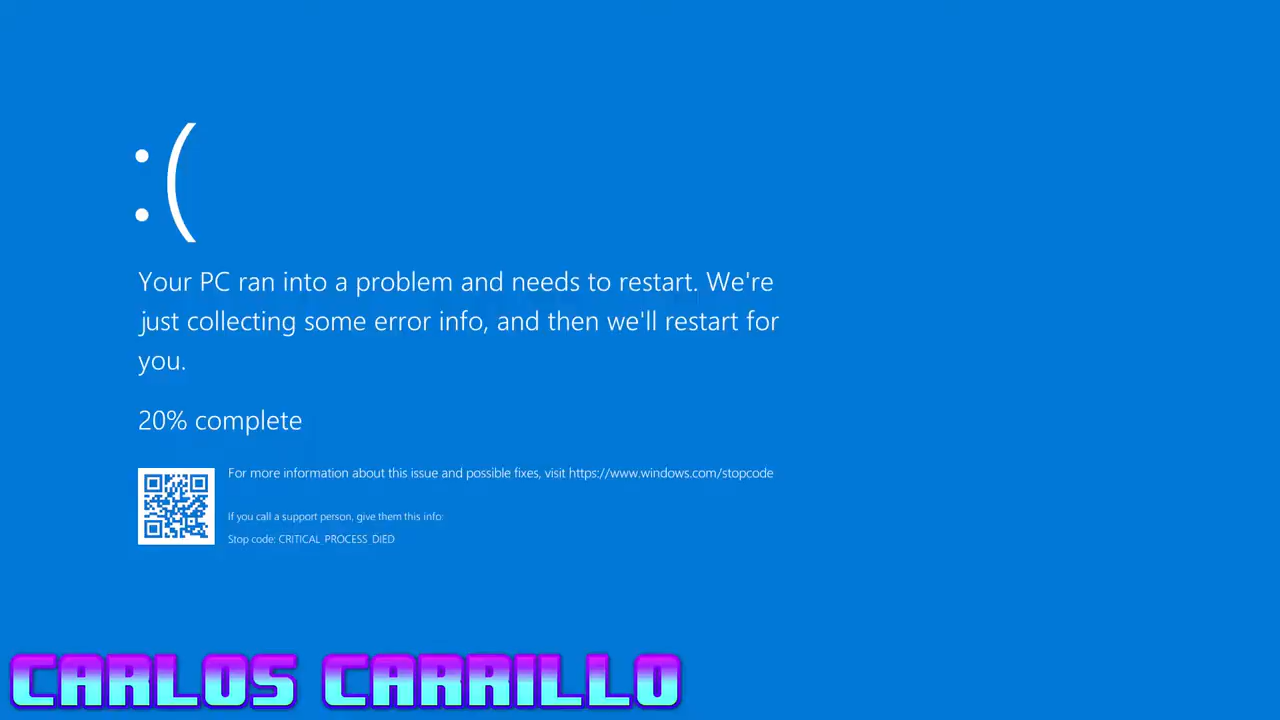 :(
Your PC ran into a problem and needs to restart. We're
just collecting some error info, and then we'll restart for
you.
20% complete
For more information about this issue and possible fixes, visit https://www.windows.com/stopcode
If you call a support person, give them this info:
Stop code: CRITICAL_PROCESS_DIED
CARLOS CARRILLO